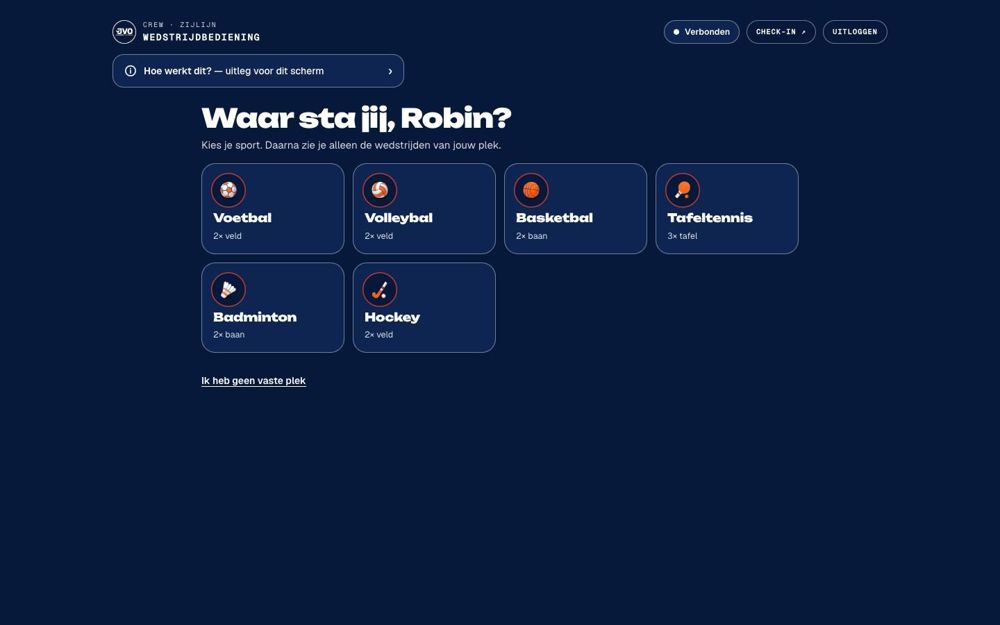 JVO
CREW · ZIJLIJN
WEDSTRIJDBEDIENING
Verbonden
CHECK-IN ↗
UITLOGGEN
Hoe werkt dit? — uitleg voor dit scherm
Waar sta jij, Robin?
Kies je sport. Daarna zie je alleen de wedstrijden van jouw plek.
Voetbal
2× veld
Volleybal
2× veld
Basketbal
2× baan
Tafeltennis
3× tafel
Badminton
2× baan
Hockey
2× veld
Ik heb geen vaste plek